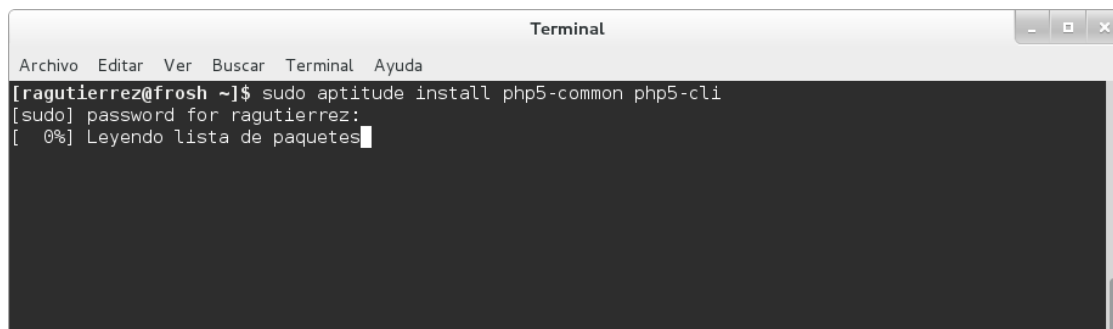 Terminal
Archivo Editar Ver Buscar Terminal Ayuda
[ragutierrez@frosh ~]$ sudo aptitude install php5-common php5-cli
[sudo] password for ragutierrez:
[  0%] Leyendo lista de paquetes